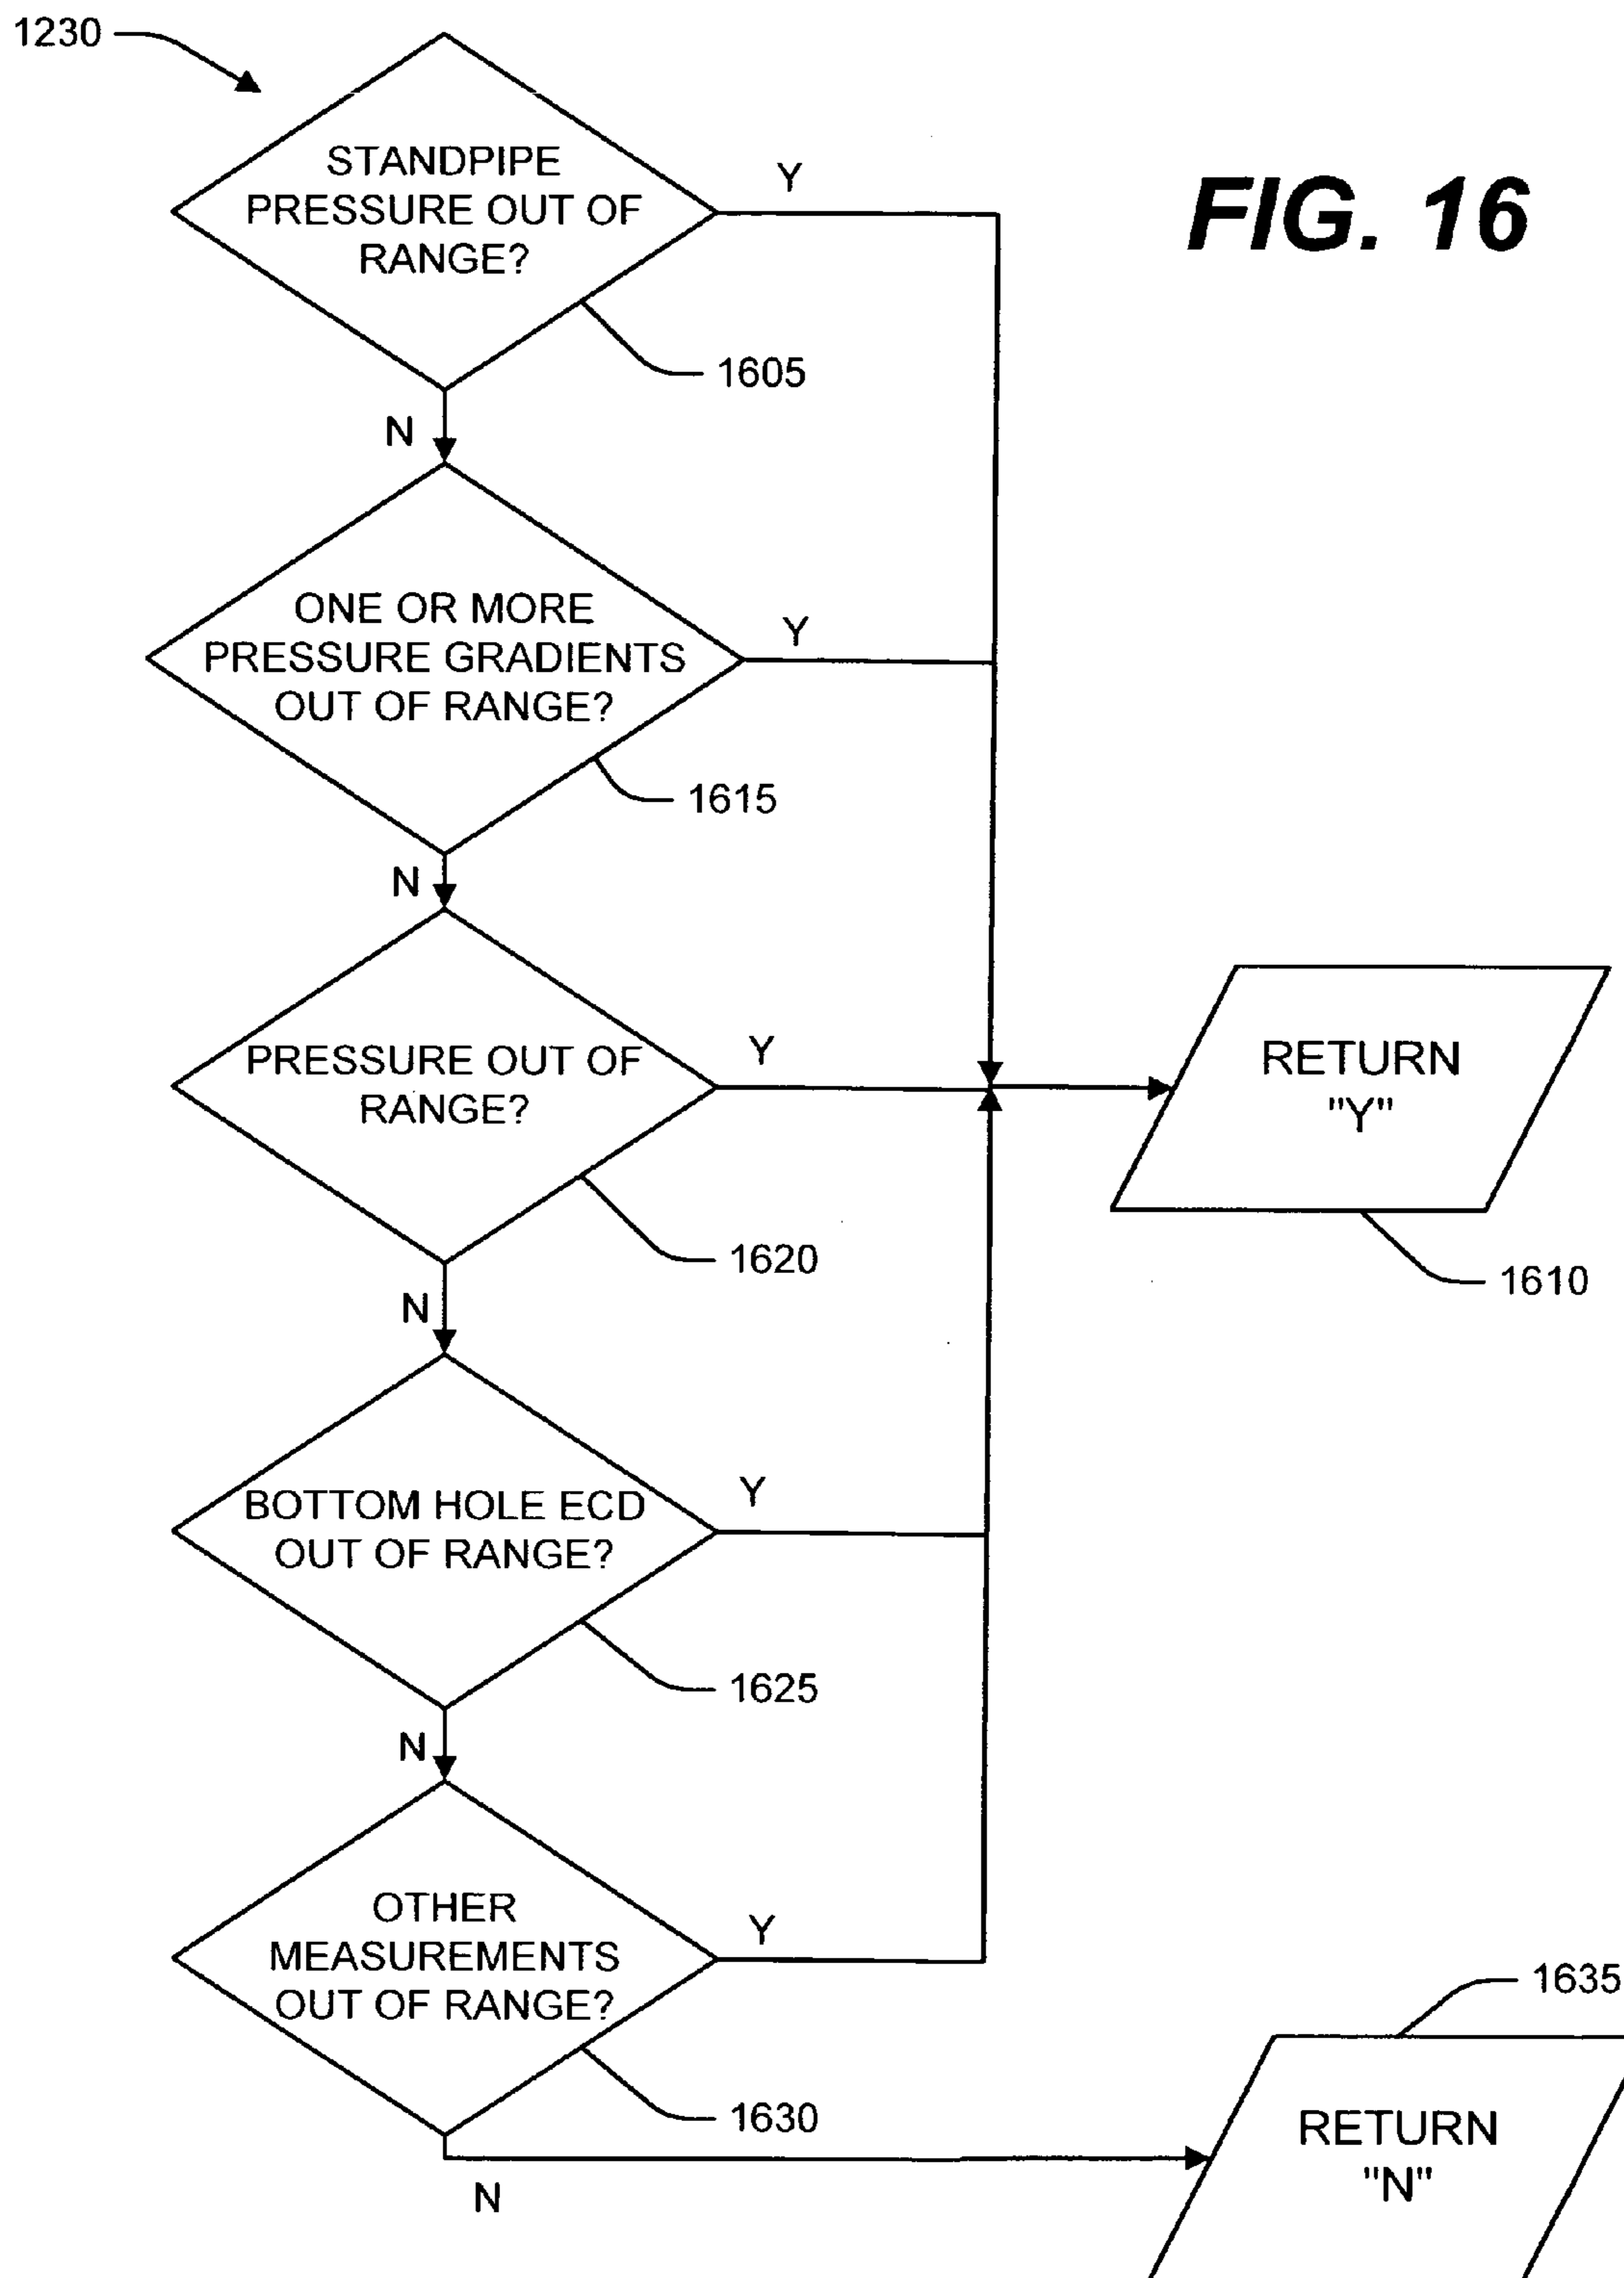 1230
FIG. 16
STANDPIPE
PRESSURE OUT OF
RANGE?
Y
1605
N
ONE OR MORE
PRESSURE GRADIENTS
OUT OF RANGE?
Y
1615
N
PRESSURE OUT OF
RANGE?
Y
RETURN
"Y"
1620
1610
N
BOTTOM HOLE ECD
OUT OF RANGE?
Y
1625
N
OTHER
MEASUREMENTS
OUT OF RANGE?
Y
1635
1630
RETURN
"N"
N